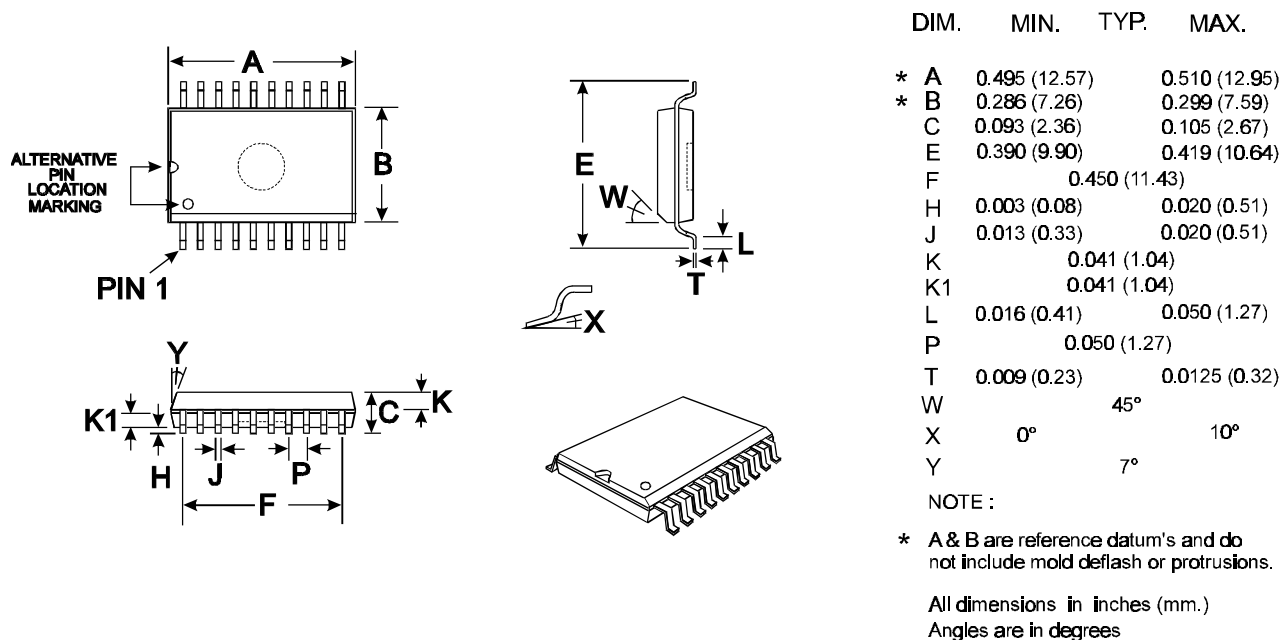 A
B
ALTERNATIVE
PIN
LOCATION
MARKING
PIN 1
E
W
L
T
X
Y
K1
C
K
H
J
P
F
DIM. MIN. TYP. MAX.
* A 0.495 (12.57) 0.510 (12.95)
* B 0.286 (7.26) 0.299 (7.59)
C 0.093 (2.36) 0.105 (2.67)
E 0.390 (9.90) 0.419 (10.64)
F 0.450 (11.43)
H 0.003 (0.08) 0.020 (0.51)
J 0.013 (0.33) 0.020 (0.51)
K 0.041 (1.04)
K1 0.041 (1.04)
L 0.016 (0.41) 0.050 (1.27)
P 0.050 (1.27)
T 0.009 (0.23) 0.0125 (0.32)
W 45°
X 0° 10°
Y 7°
NOTE :
* A & B are reference datum's and do
not include mold deflash or protrusions.
All dimensions in inches (mm.)
Angles are in degrees